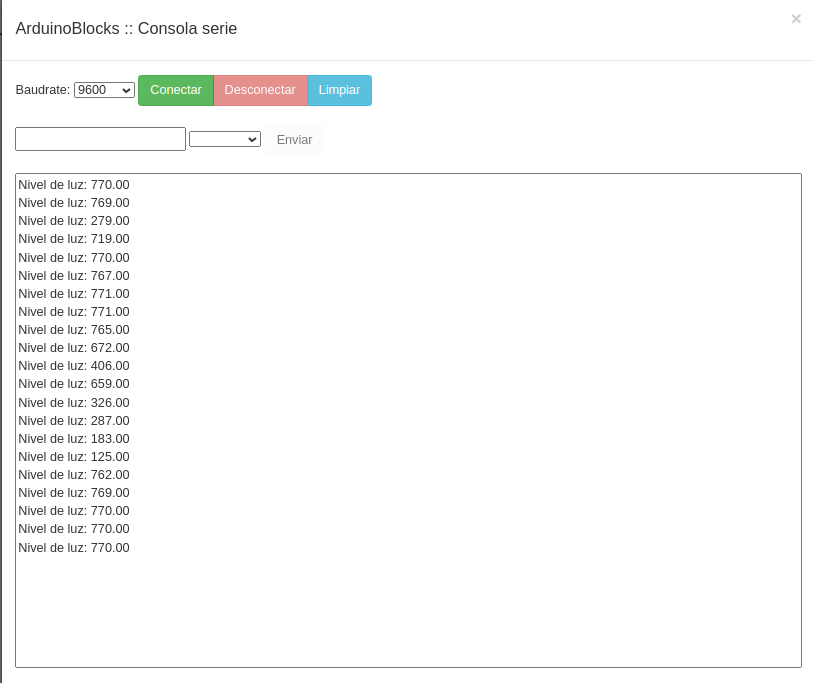 ArduinoBlocks :: Consola serie
×
Baudrate: 9600 Conectar Desconectar Limpiar
Enviar
Nivel de luz: 770.00
Nivel de luz: 769.00
Nivel de luz: 279.00
Nivel de luz: 719.00
Nivel de luz: 770.00
Nivel de luz: 767.00
Nivel de luz: 771.00
Nivel de luz: 771.00
Nivel de luz: 765.00
Nivel de luz: 672.00
Nivel de luz: 406.00
Nivel de luz: 659.00
Nivel de luz: 326.00
Nivel de luz: 287.00
Nivel de luz: 183.00
Nivel de luz: 125.00
Nivel de luz: 762.00
Nivel de luz: 769.00
Nivel de luz: 770.00
Nivel de luz: 770.00
Nivel de luz: 770.00